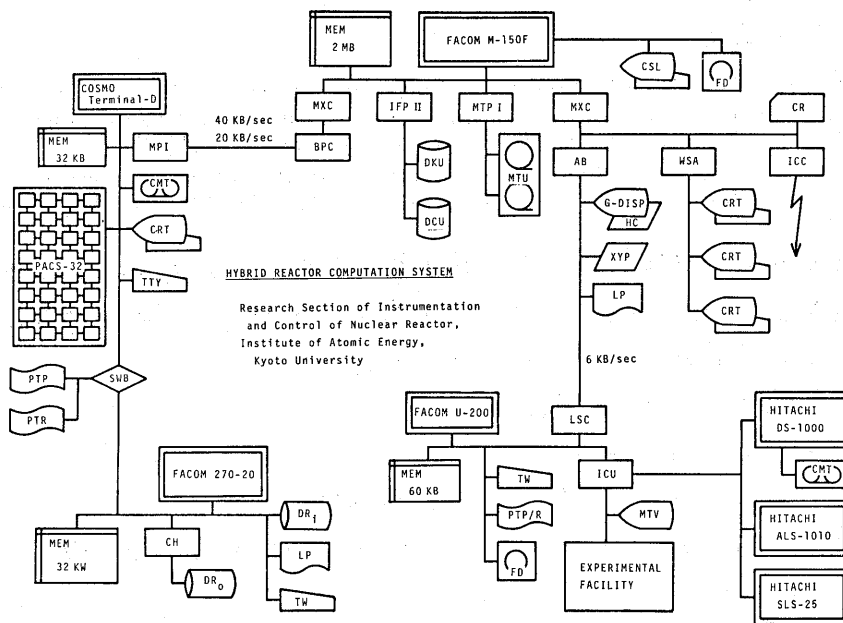 MEM
2 MB
FACOM M-150F
CSL
FD
COSMO
Terminal-D
MXC
IFP II
MTP I
MXC
CR
40 KB/sec
20 KB/sec
MEM
32 KB
MPI
BPC
AB
WSA
ICC
DKU
MTU
CMT
G-DISP
HC
CRT
DCU
CRT
XYP
CRT
PACS-32
TTY
HYBRID REACTOR COMPUTATION SYSTEM
LP
CRT
Research Section of Instrumentation
and Control of Nuclear Reactor,
Institute of Atomic Energy,
Kyoto University
6 KB/sec
PTP
SWB
PTR
FACOM U-200
LSC
HITACHI
DS-1000
FACOM 270-20
MEM
60 KB
TW
ICU
CMT
DRi
PTP/R
MTV
HITACHI
ALS-1010
MEM
32 KW
CH
LP
FD
EXPERIMENTAL
FACILITY
DRo
TW
HITACHI
SLS-25